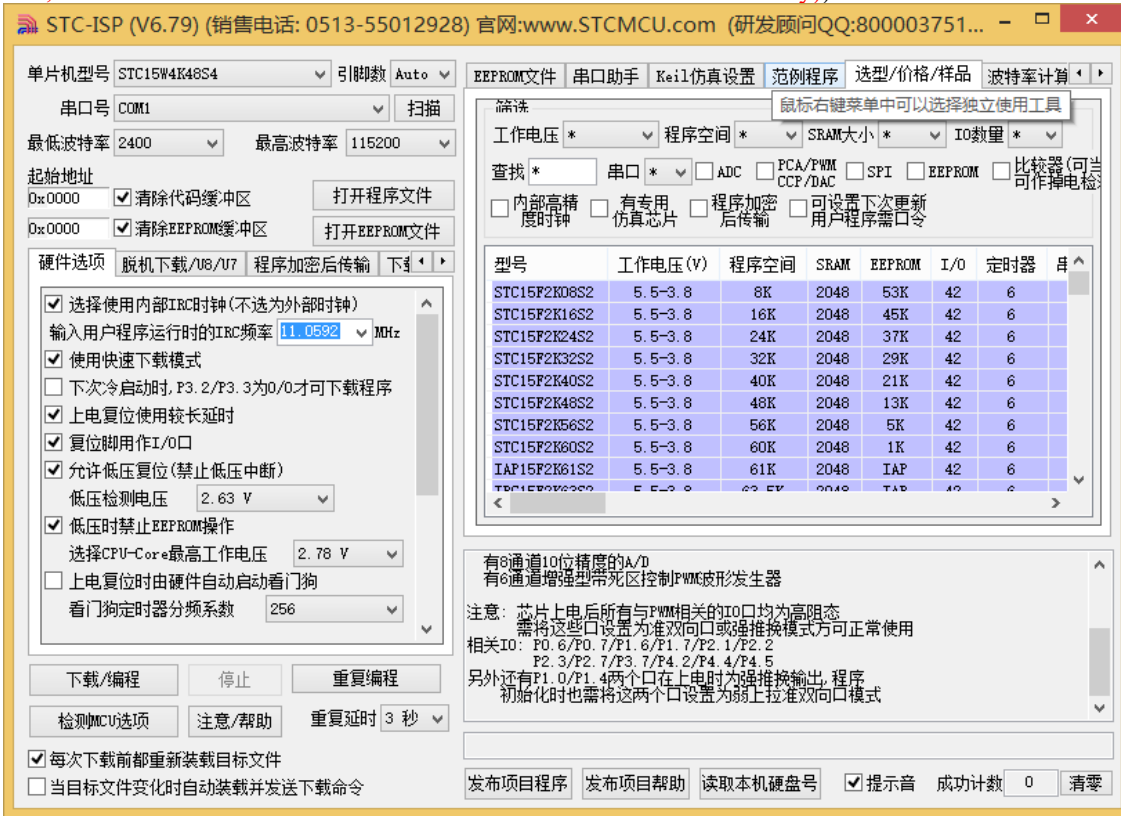 STC-ISP (V6.79) (销售电话: 0513-55012928) 官网:www.STCMCU.com (研发顾问QQ:800003751...
单片机型号 STC15W4K48S4 引脚数 Auto
串口号 COM1 扫描
最低波特率 2400 最高波特率 115200
起始地址
0x0000 清除代码缓冲区 打开程序文件
0x0000 清除EEPROM缓冲区 打开EEPROM文件
硬件选项 脱机下载/U8/U7 程序加密后传输
选择使用内部IRC时钟(不选为外部时钟)
输入用户程序运行时的IRC频率 11.0592 MHz
使用快速下载模式
下次冷启动时,P3.2/P3.3为0/0才可下载程序
上电复位使用较长延时
复位脚用作I/O口
允许低压复位(禁止低压中断)
低压检测电压 2.63 V
低压时禁止EEPROM操作
选择CPU-Core最高工作电压 2.78 V
上电复位时由硬件自动启动看门狗
看门狗定时器分频系数 256
下载/编程 停止 重复编程
检测MCU选项 注意/帮助 重复延时 3 秒
每次下载前都重新装载目标文件
当目标文件变化时自动装载并发送下载命令
EEPROM文件 串口助手 Keil仿真设置 范例程序 选型/价格/样品 波特率计算
筛选
鼠标右键菜单中可以选择独立使用工具
工作电压 * 程序空间 * SRAM大小 * IO数量 *
查找 * 串口 * ADC PCA/PWM CCP/DAC SPI EEPROM 比较器(可当 可作掉电检
内部高精度时钟 有专用仿真芯片 程序加密后传输 可设置下次更新用户程序需口令
型号 工作电压(V) 程序空间 SRAM EEPROM I/O 定时器
STC15F2K08S2 5.5-3.8 8K 2048 53K 42 6
STC15F2K16S2 5.5-3.8 16K 2048 45K 42 6
STC15F2K24S2 5.5-3.8 24K 2048 37K 42 6
STC15F2K32S2 5.5-3.8 32K 2048 29K 42 6
STC15F2K40S2 5.5-3.8 40K 2048 21K 42 6
STC15F2K48S2 5.5-3.8 48K 2048 13K 42 6
STC15F2K56S2 5.5-3.8 56K 2048 5K 42 6
STC15F2K60S2 5.5-3.8 60K 2048 1K 42 6
IAP15F2K61S2 5.5-3.8 61K 2048 IAP 42 6
有8通道10位精度的A/D
有6通道增强型带死区控制PWM波形发生器
注意: 芯片上电后所有与PWM相关的IO口均为高阻态
需将这些口设置为准双向口或强推挽模式方可正常使用
相关IO: P0.6/P0.7/P1.6/P1.7/P2.1/P2.2
P2.3/P2.7/P3.7/P4.2/P4.4/P4.5
另外还有P1.0/P1.4两个口在上电时为强推挽输出,程序
初始化时也需将这两个口设置为弱上拉准双向口模式
发布项目程序 发布项目帮助 读取本机硬盘号 提示音 成功计数 0 清零